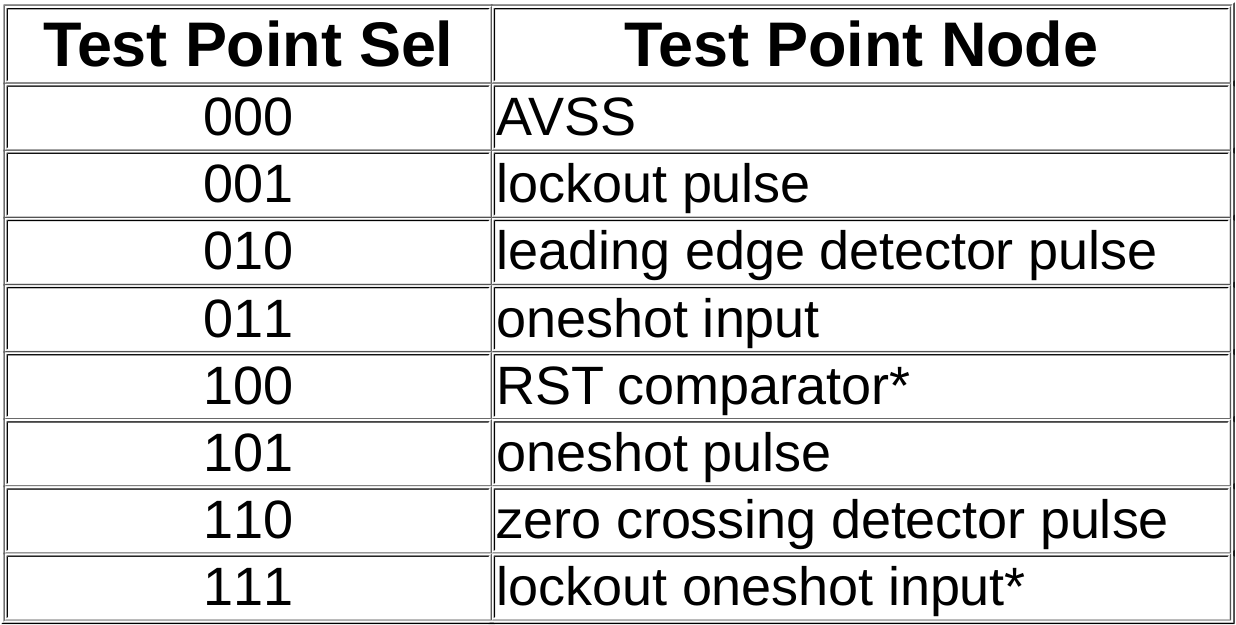 Test Point Sel Test Point Node
000 AVSS
001 lockout pulse
010 leading edge detector pulse
011 oneshot input
100 RST comparator*
101 oneshot pulse
110 zero crossing detector pulse
111 lockout oneshot input*